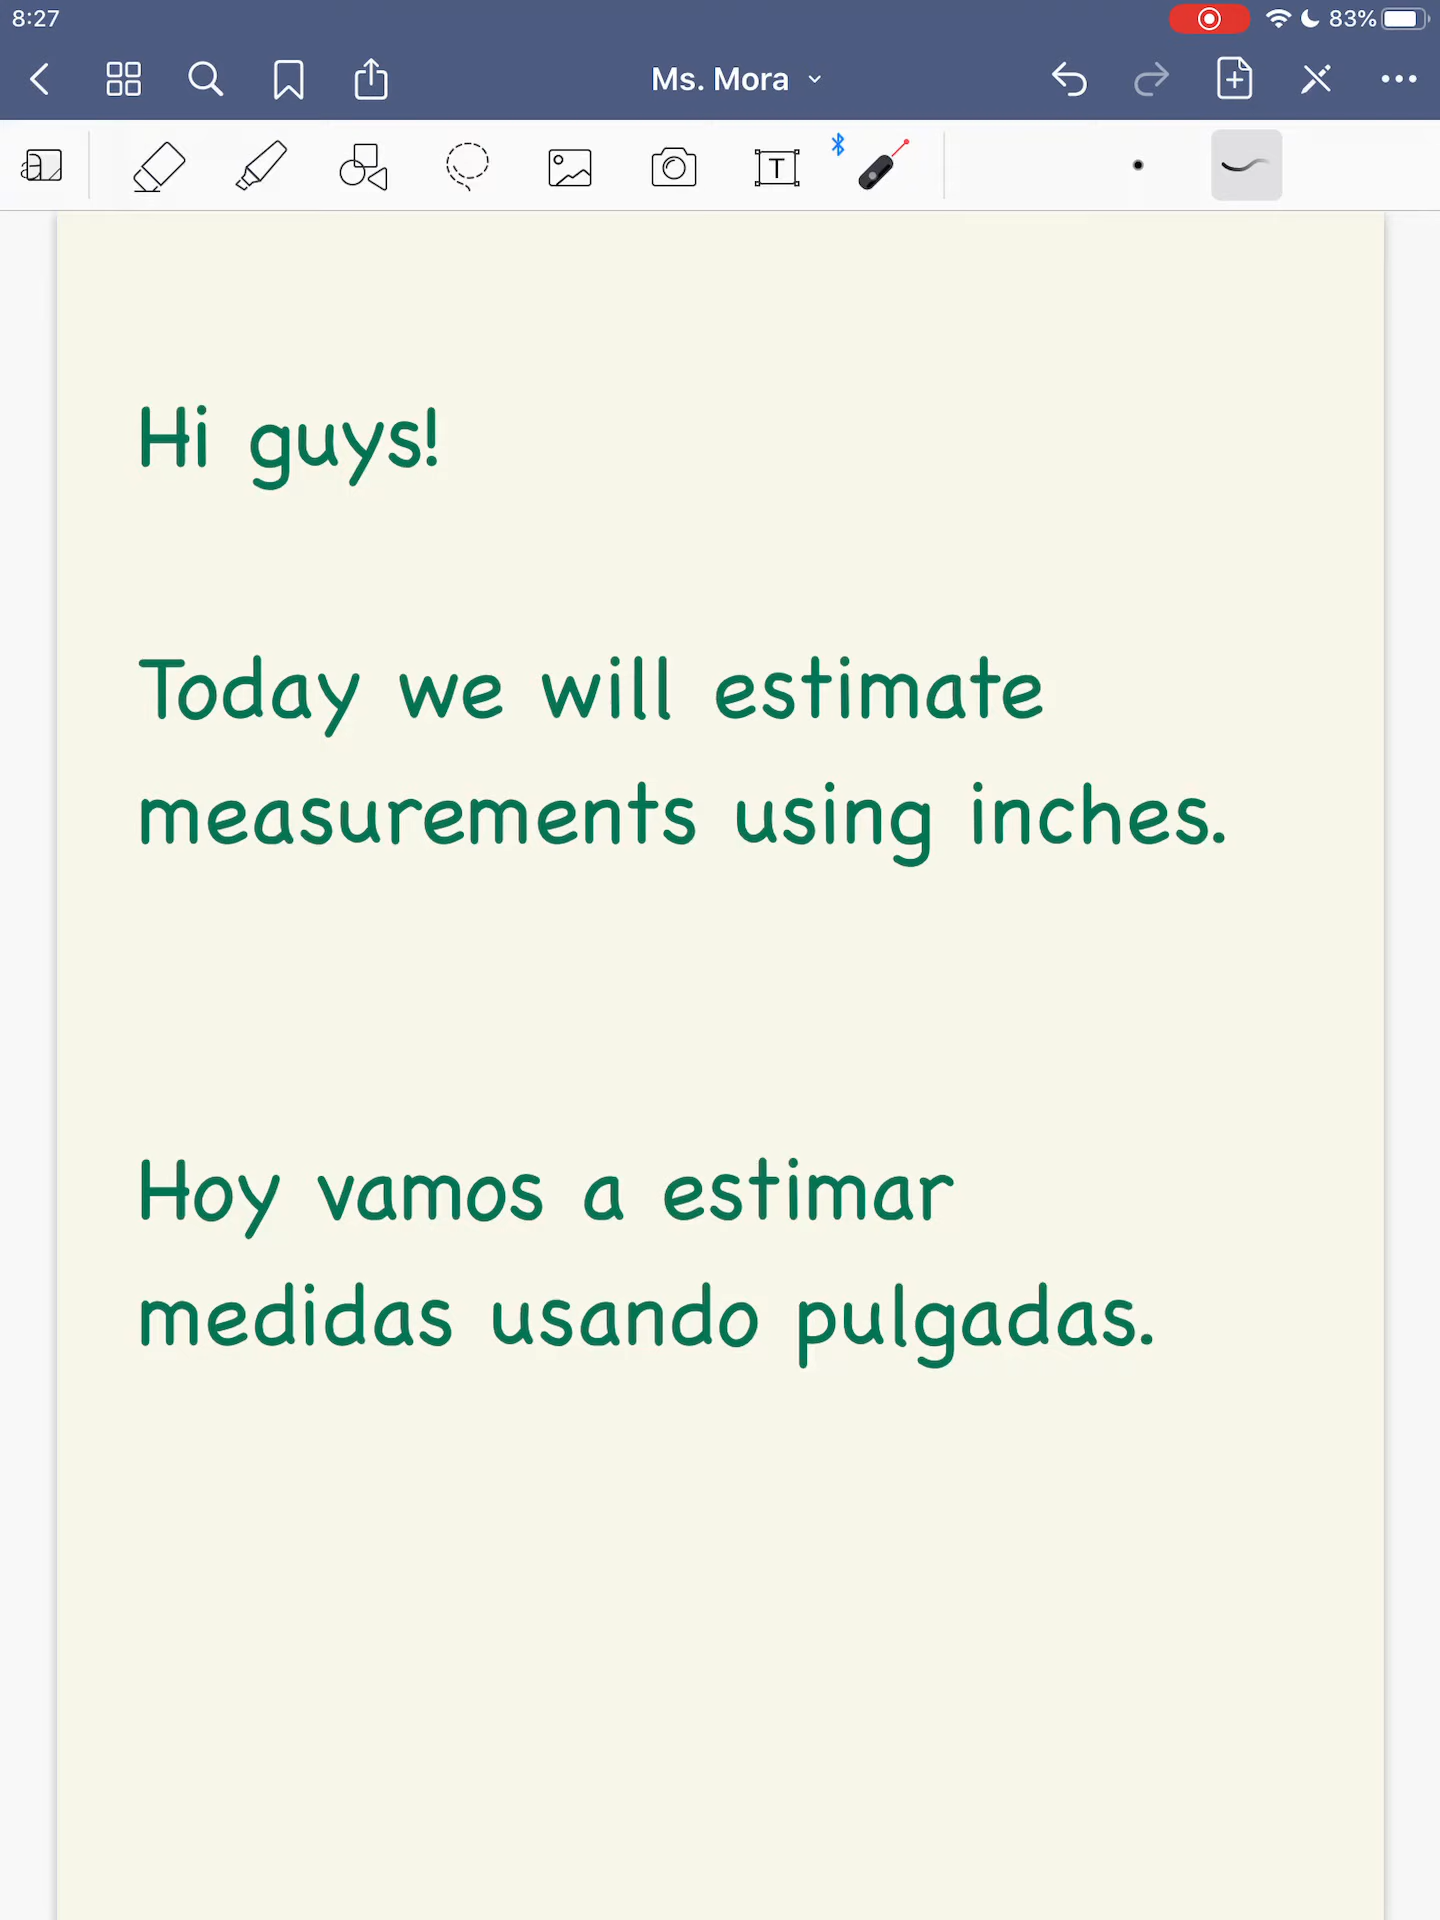 8:27
83%
Ms. Mora
a
T
Hi guys!
Today we will estimate
measurements using inches.
Hoy vamos a estimar
medidas usando pulgadas.